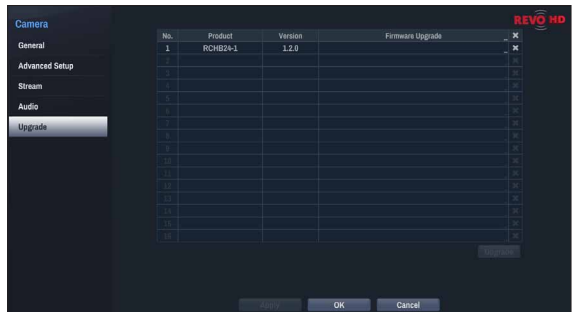 Camera
REVO HD
General
Advanced Setup
Stream
Audio
Upgrade
No. Product Version Firmware Upgrade
1 RCHB24-1 1.2.0
2
3
4
5
6
7
8
9
10
11
12
13
14
15
16
Upgrade
Apply OK Cancel